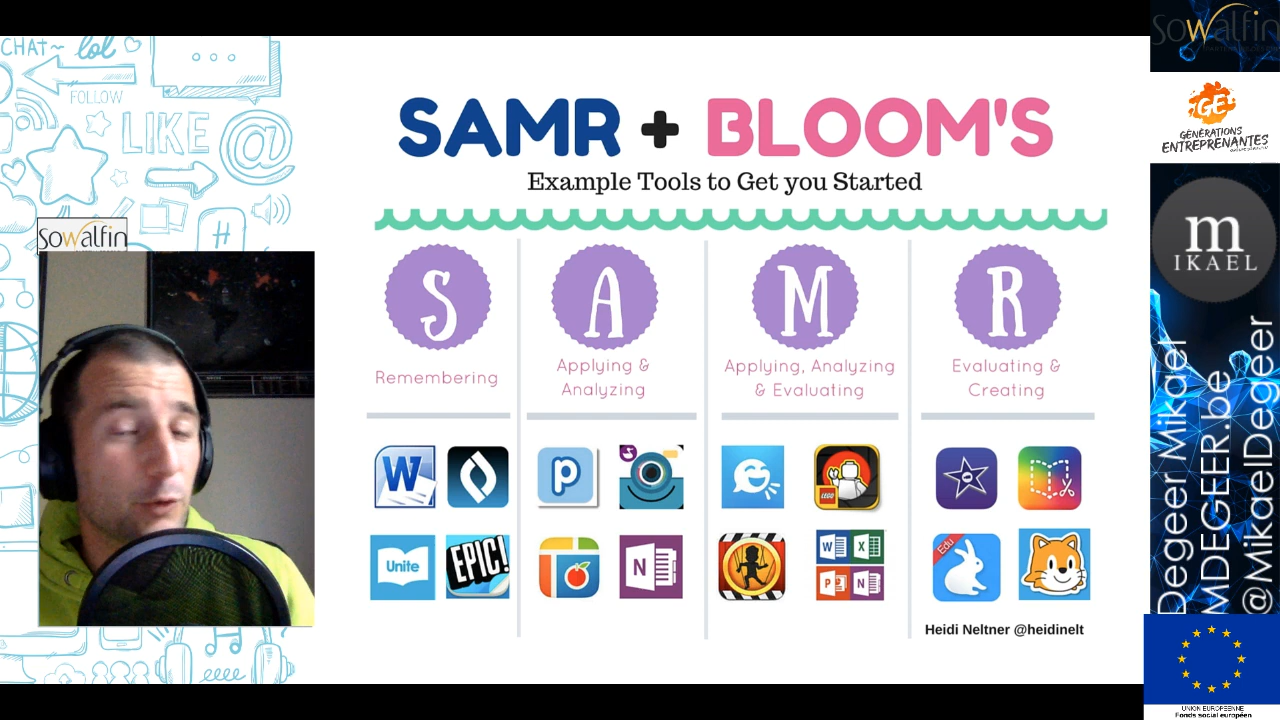 CHAT~ lol
FOLLOW
LIKE @
#
Sowalfin
SAMR + BLOOM'S
Example Tools to Get you Started
S A M R
Remembering
Applying &
Analyzing
Applying, Analyzing
& Evaluating
Evaluating &
Creating
W
p
LEGO
Unite
EPIC!
N
W X
P N
Edu
Heidi Neltner @heidinelt
Sowalfin
GE
GÉNÉRATIONS
ENTREPRENANTES
m
IKAEL
Degeer Mikael
MDEGEER.be
@MikaelDegeer
UNION EUROPEENNE
Fonds social européen